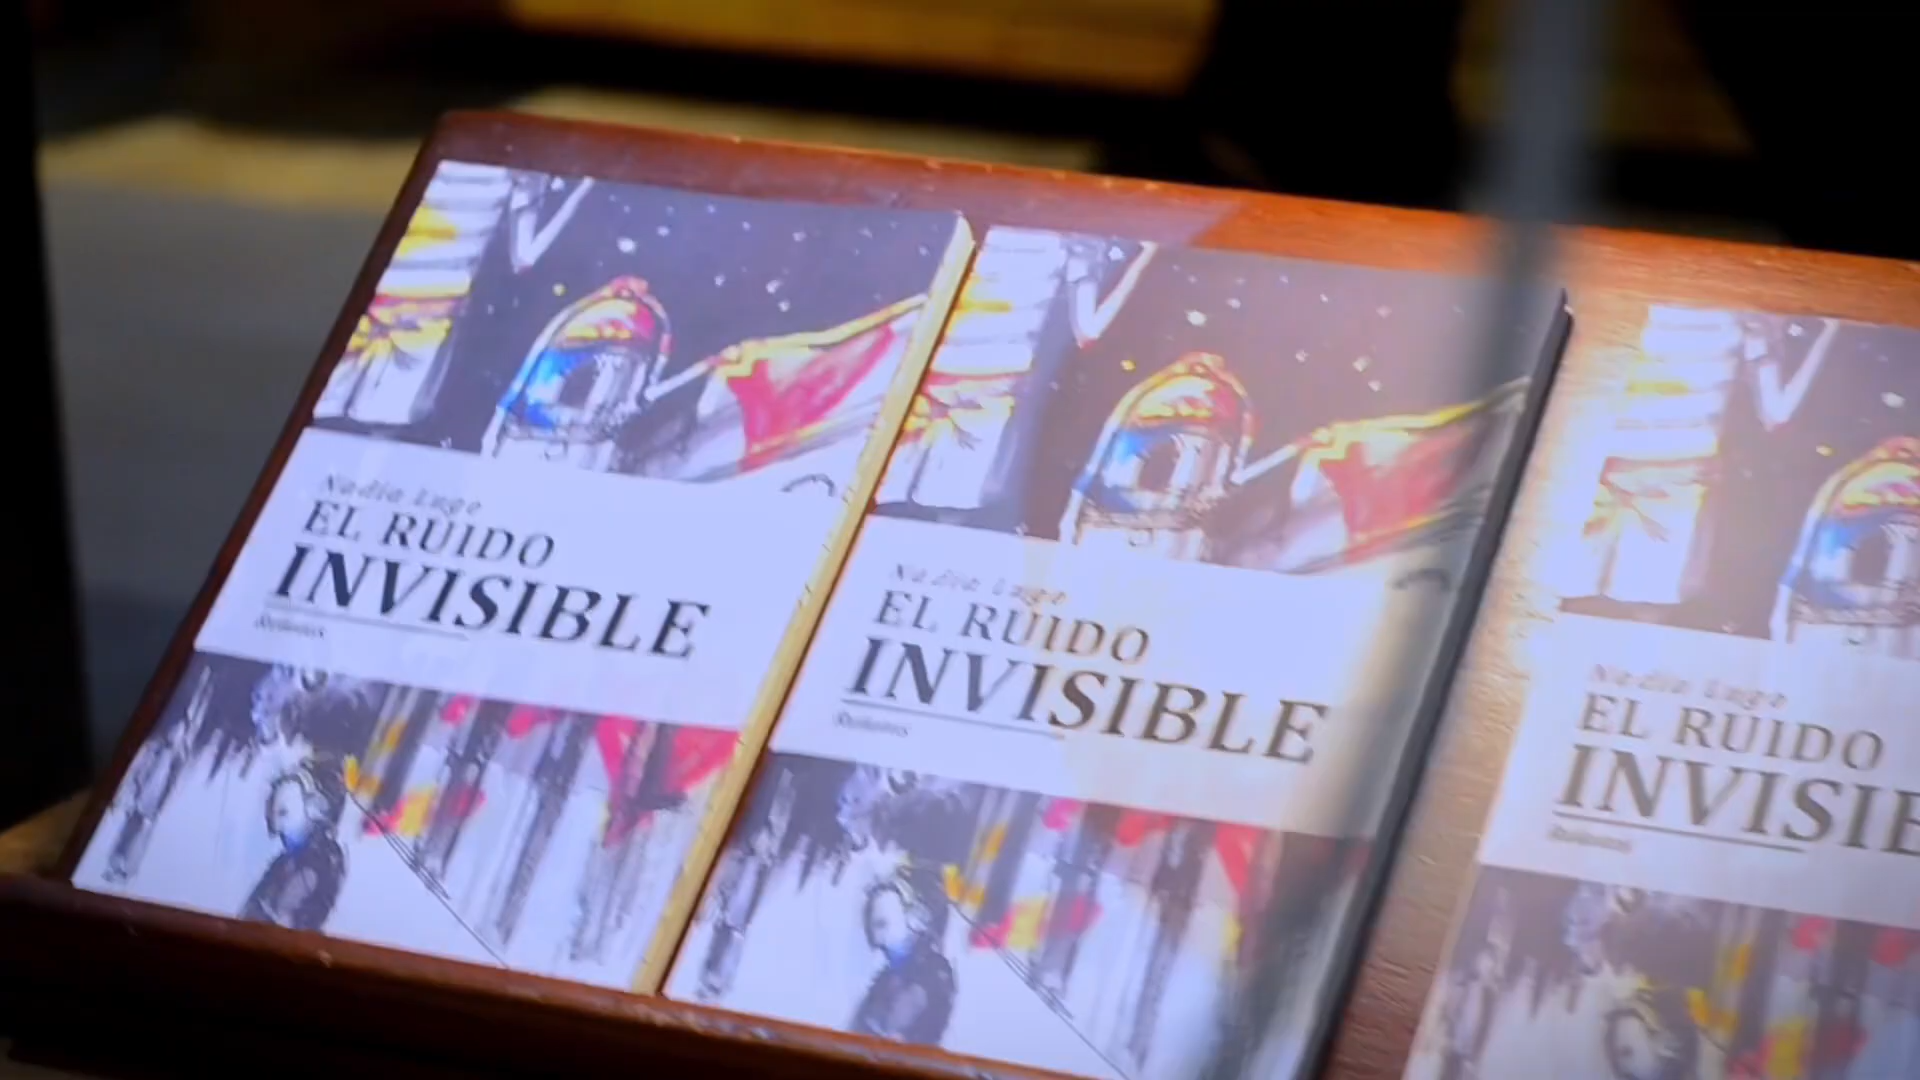 Nadia Lugo
EL RUIDO
INVISIBLE
Nadia Lugo
EL RUIDO
INVISIBLE
Nadia Lugo
EL RUIDO
INVISIB